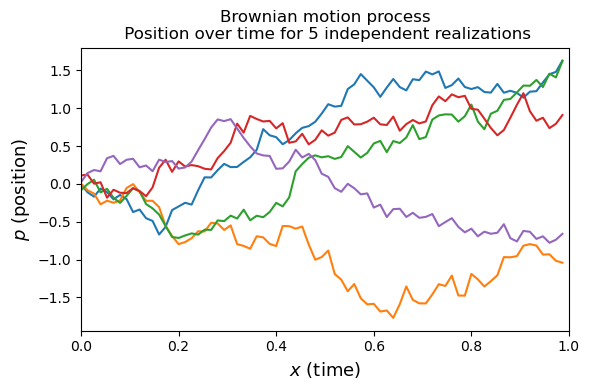 Brownian motion process
Position over time for 5 independent realizations
1.5
1.0
0.5
0.0
−0.5
−1.0
−1.5
p (position)
0.0 0.2 0.4 0.6 0.8 1.0
x (time)